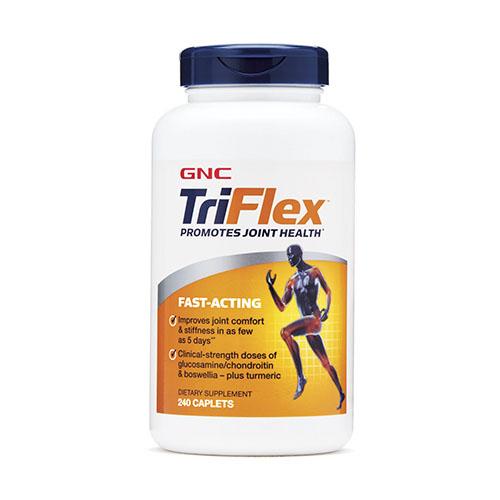 GNC
TriFlex™
PROMOTES JOINT HEALTH*
FAST-ACTING
Improves joint comfort
& stiffness in as few
as 5 days*^
Clinical-strength doses of
glucosamine/chondroitin
& boswellia – plus turmeric
DIETARY SUPPLEMENT
240 CAPLETS